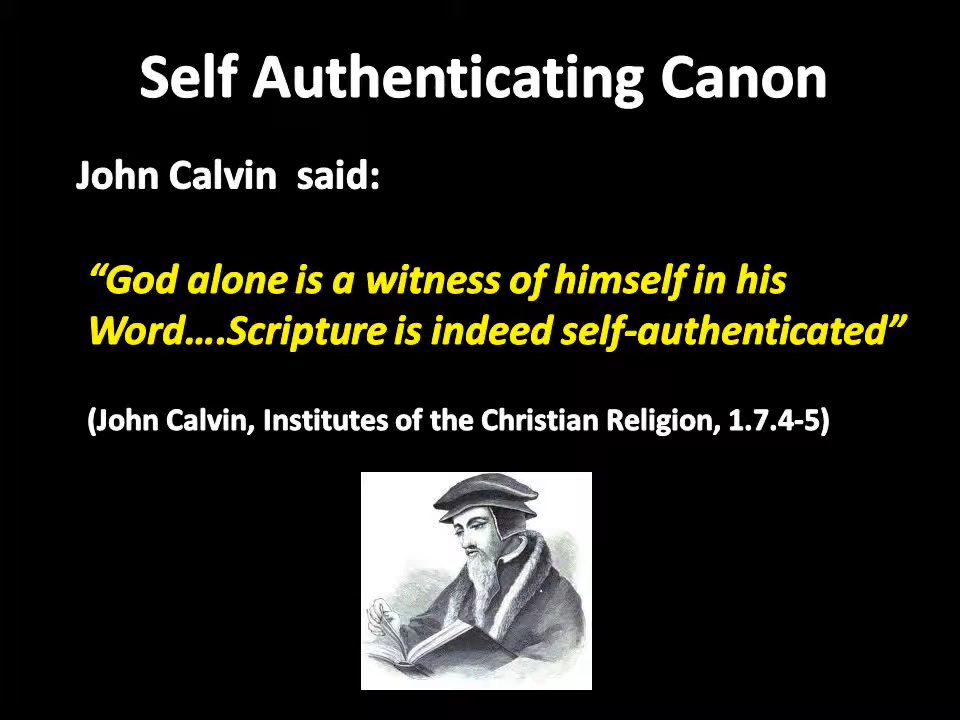 Self Authenticating Canon
John Calvin  said:
“God alone is a witness of himself in his
Word….Scripture is indeed self-authenticated”
(John Calvin, Institutes of the Christian Religion, 1.7.4-5)